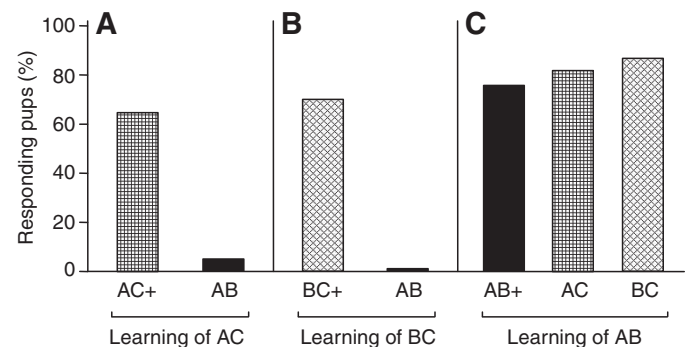 A
B
C
Responding pups (%)
100
80
60
40
20
0
AC+ AB BC+ AB AB+ AC BC
Learning of AC Learning of BC Learning of AB